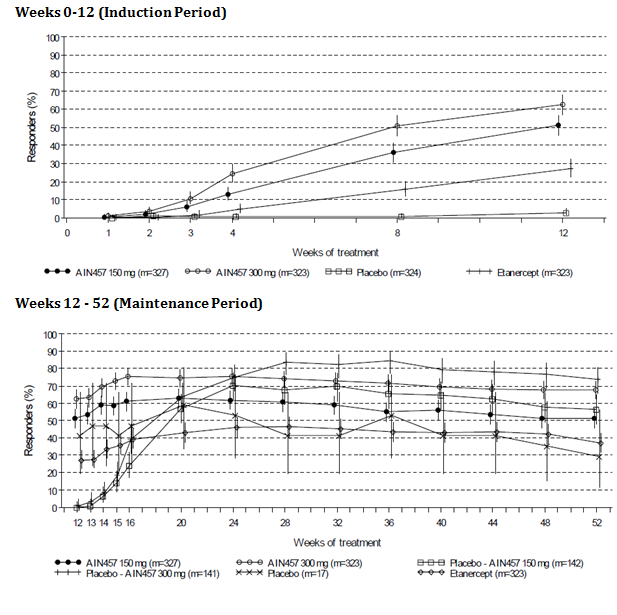 Weeks 0-12 (Induction Period)
100
90
80
70
60
50
40
30
20
10
0
Responders (%)
0 1 2 3 4 8 12
Weeks of treatment
AIN457 150 mg (m=327) AIN457 300 mg (m=323) Placebo (m=324) Etanercept (m=323)
Weeks 12 - 52 (Maintenance Period)
100
90
80
70
60
50
40
30
20
10
0
Responders (%)
12 13 14 15 16 20 24 28 32 36 40 44 48 52
Weeks of treatment
AIN457 150 mg (m=327) AIN457 300 mg (m=323) Placebo - AIN457 150 mg (m=142)
Placebo - AIN457 300 mg (m=141) Placebo (m=17) Etanercept (m=323)